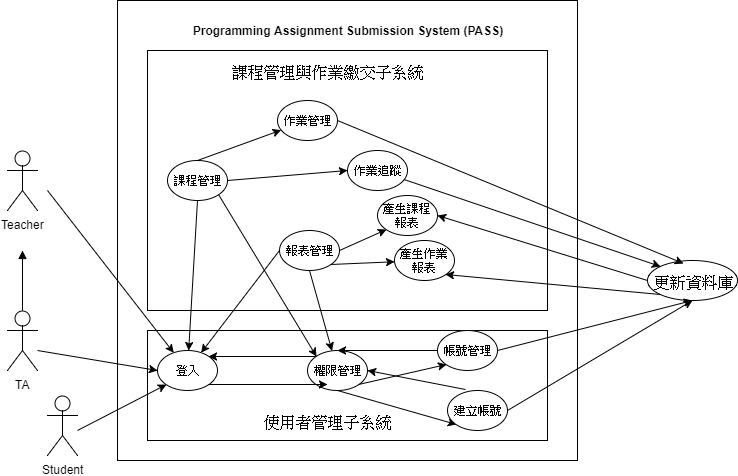 Programming Assignment Submission System (PASS)
課程管理與作業繳交子系統
作業管理
作業追蹤
課程管理
產生課程
報表
Teacher
報表管理
產生作業
報表
更新資料庫
帳號管理
登入
權限管理
TA
建立帳號
使用者管理子系統
Student